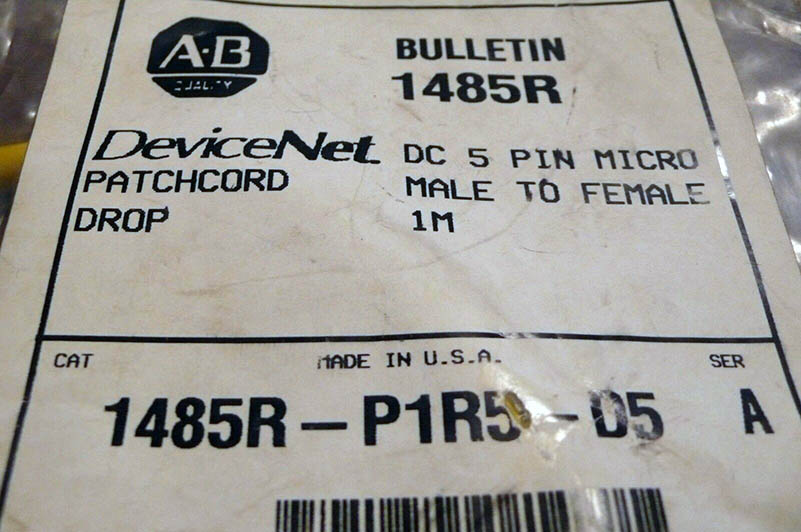 A·B
QUALITY
BULLETIN
1485R
DeviceNet DC 5 PIN MICRO
PATCHCORD MALE TO FEMALE
DROP 1M
CAT MADE IN U.S.A. SER
1485R-P1R5-D5 A